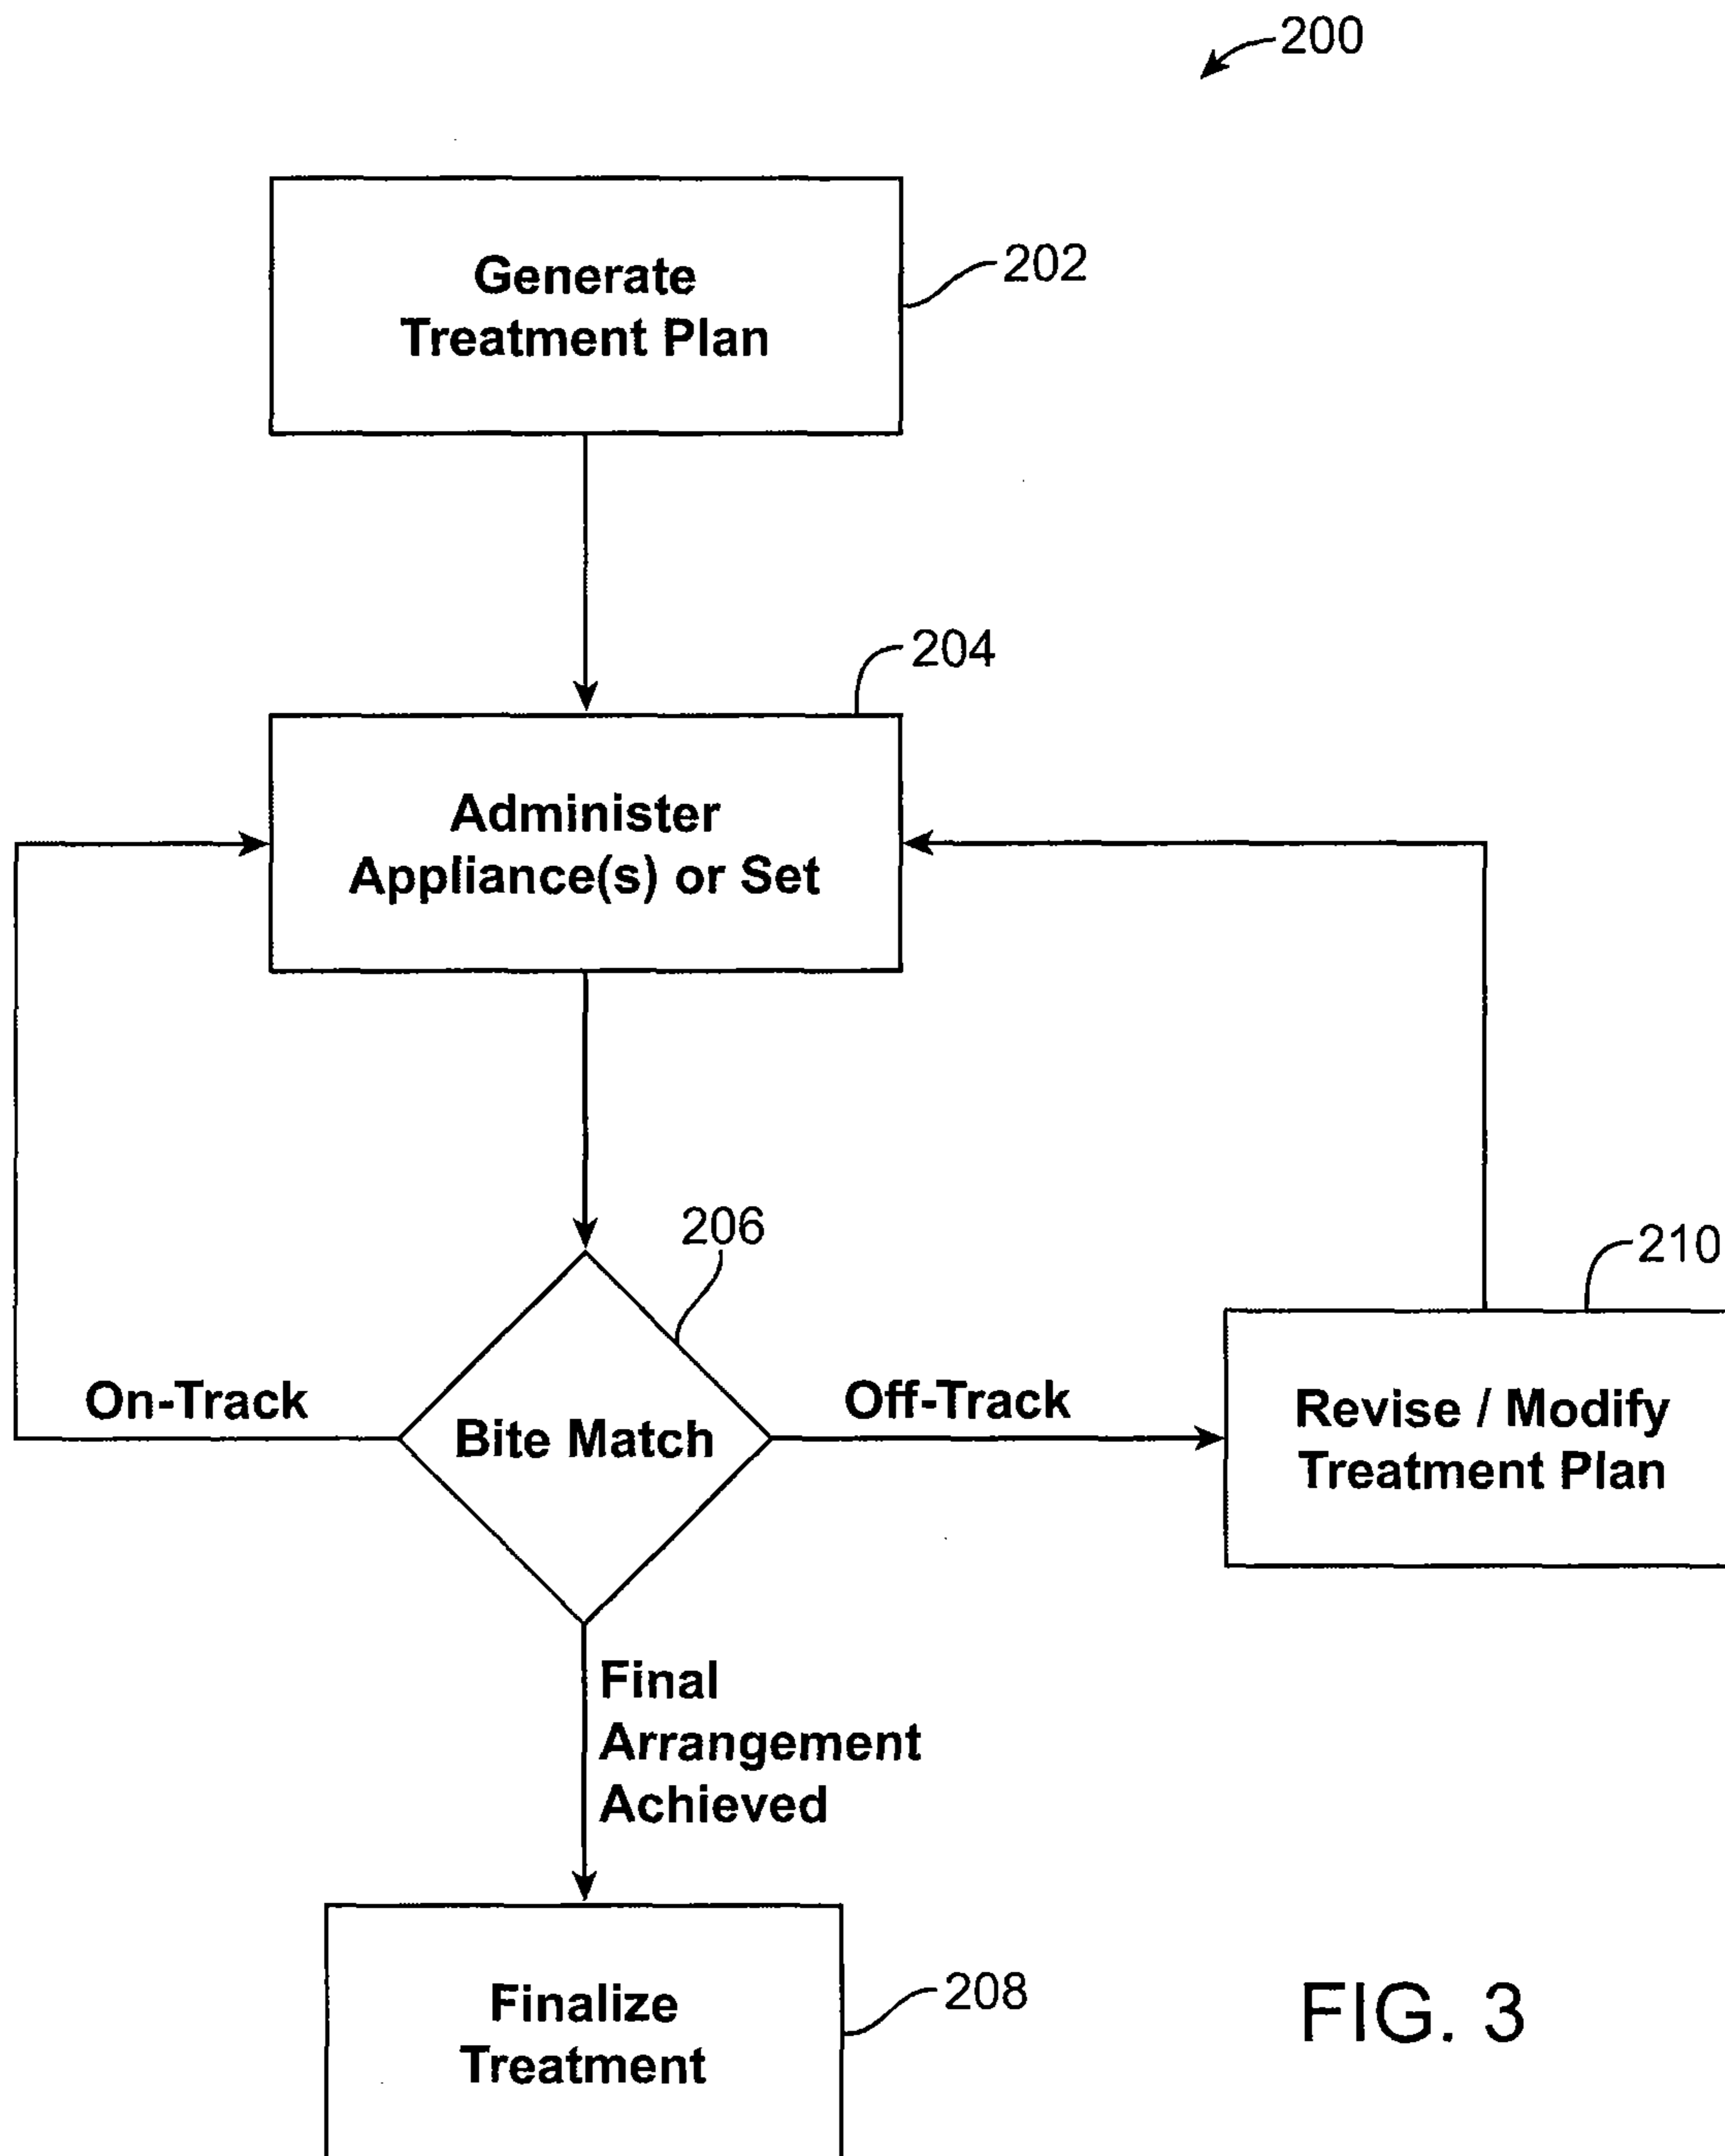 200
Generate
Treatment Plan
202
204
Administer
Appliance(s) or Set
206
210
On-Track
Bite Match
Off-Track
Revise / Modify
Treatment Plan
Final
Arrangement
Achieved
Finalize
Treatment
208
FIG. 3